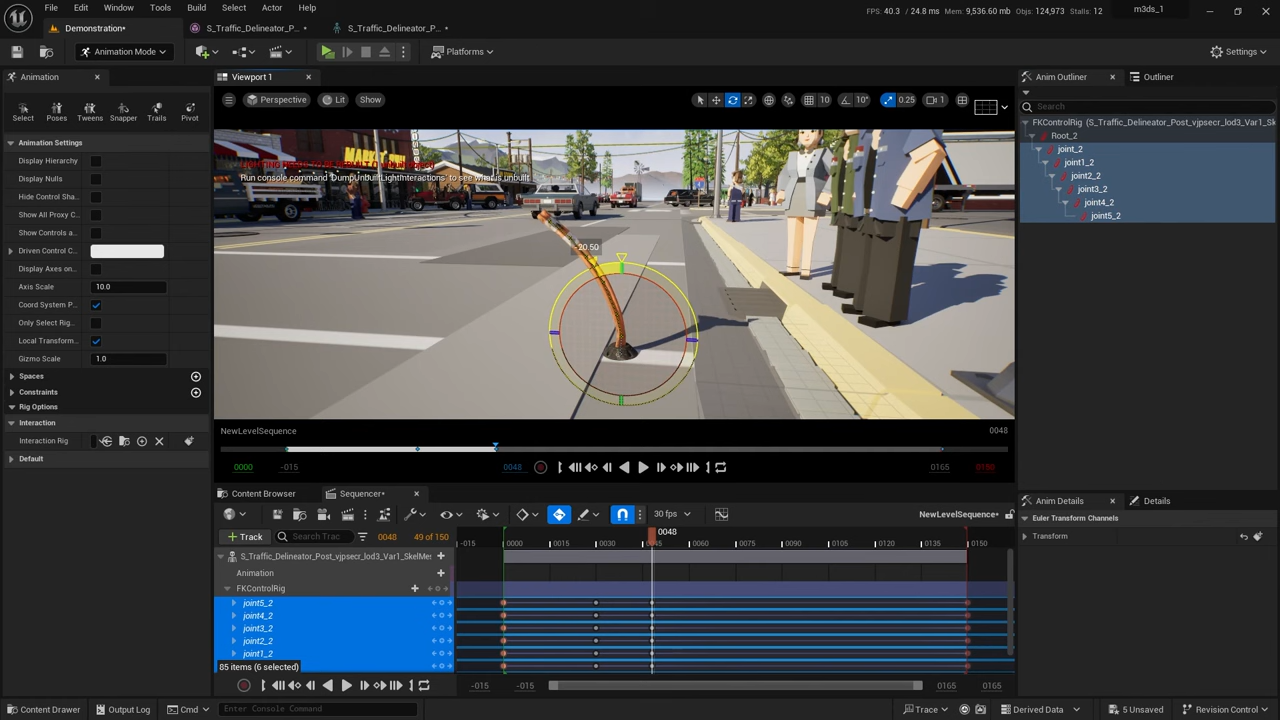 File Edit Window Tools Build Select Actor Help
FPS: 40.3 / 24.8 ms Mem: 9,536.60 mb Objs: 124,973 Stalls: 12
m3ds_1
Demonstration•
S_Traffic_Delineator_P... •
S_Traffic_Delineator_P... •
Animation Mode
Platforms
Settings
Animation
Viewport 1
Anim Outliner
Outliner
Perspective
Lit
Show
10
10°
0.25
1
Search
Select Poses Tweens Snapper Trails Pivot
FKControlRig (S_Traffic_Delineator_Post_vjpsecr_lod3_Var1_Sk
Root_2
joint_2
joint1_2
joint2_2
joint3_2
joint4_2
joint5_2
Animation Settings
Display Hierarchy
Display Nulls
Hide Control Sha...
Show All Proxy C...
Show Controls a...
Driven Control C...
Display Axes on...
Axis Scale 10.0
Coord System P...
Only Select Rig...
Local Transform...
Gizmo Scale 1.0
Spaces
Constraints
Rig Options
Interaction
Interaction Rig
Default
Run console command 'DumpUnbuiltLightInteractions' to see what is unbuilt
-20.50
NewLevelSequence
0048
0000 -015 0048 0165 0150
Content Browser
Sequencer*
30 fps
NewLevelSequence*
Track
Search Trac
0048
49 of 150
0048
-015 0000 0015 0030 0045 0060 0075 0090 0105 0120 0135 0150
S_Traffic_Delineator_Post_vjpsecr_lod3_Var1_SkelMes
Animation
FKControlRig
joint5_2
joint4_2
joint3_2
joint2_2
joint1_2
85 items (6 selected)
-015 -015 0165 0165
Anim Details
Details
Euler Transform Channels
Transform
Content Drawer
Output Log
Cmd
Enter Console Command
Trace
Derived Data
5 Unsaved
Revision Control